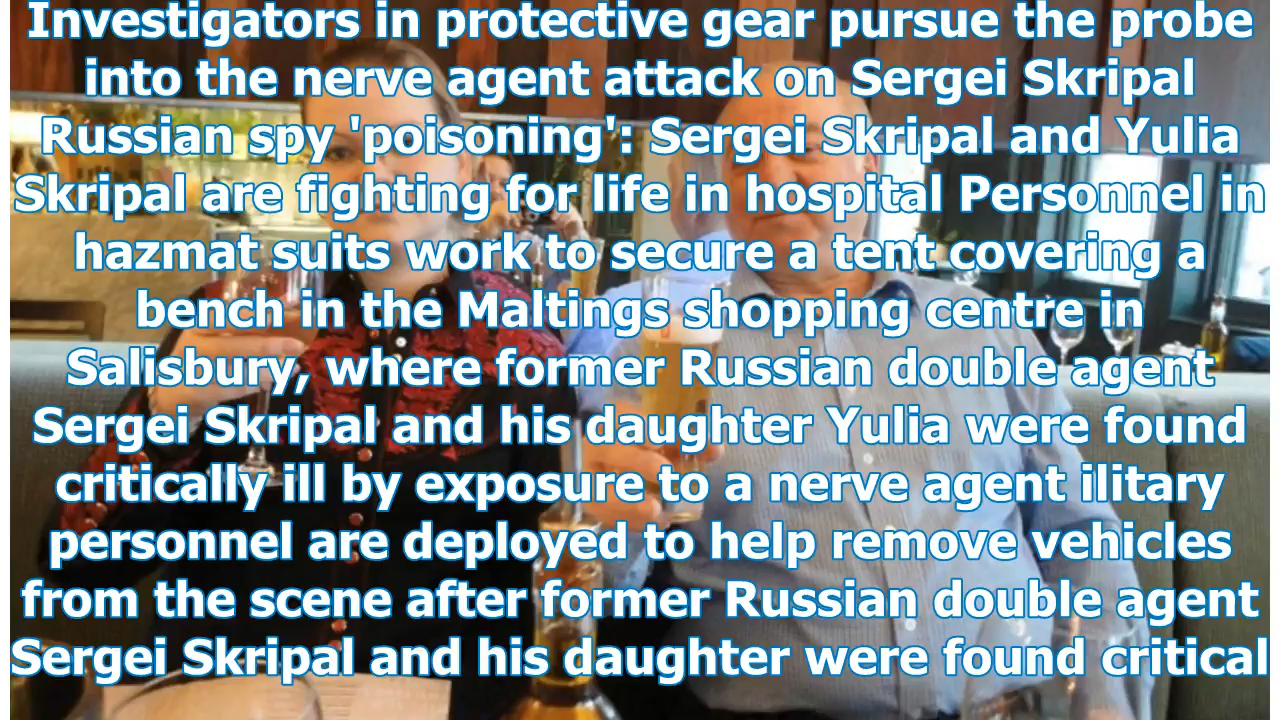 Investigators in protective gear pursue the probe
into the nerve agent attack on Sergei Skripal
Russian spy 'poisoning': Sergei Skripal and Yulia
Skripal are fighting for life in hospital Personnel in
hazmat suits work to secure a tent covering a
bench in the Maltings shopping centre in
Salisbury, where former Russian double agent
Sergei Skripal and his daughter Yulia were found
critically ill by exposure to a nerve agent ilitary
personnel are deployed to help remove vehicles
from the scene after former Russian double agent
Sergei Skripal and his daughter were found critical